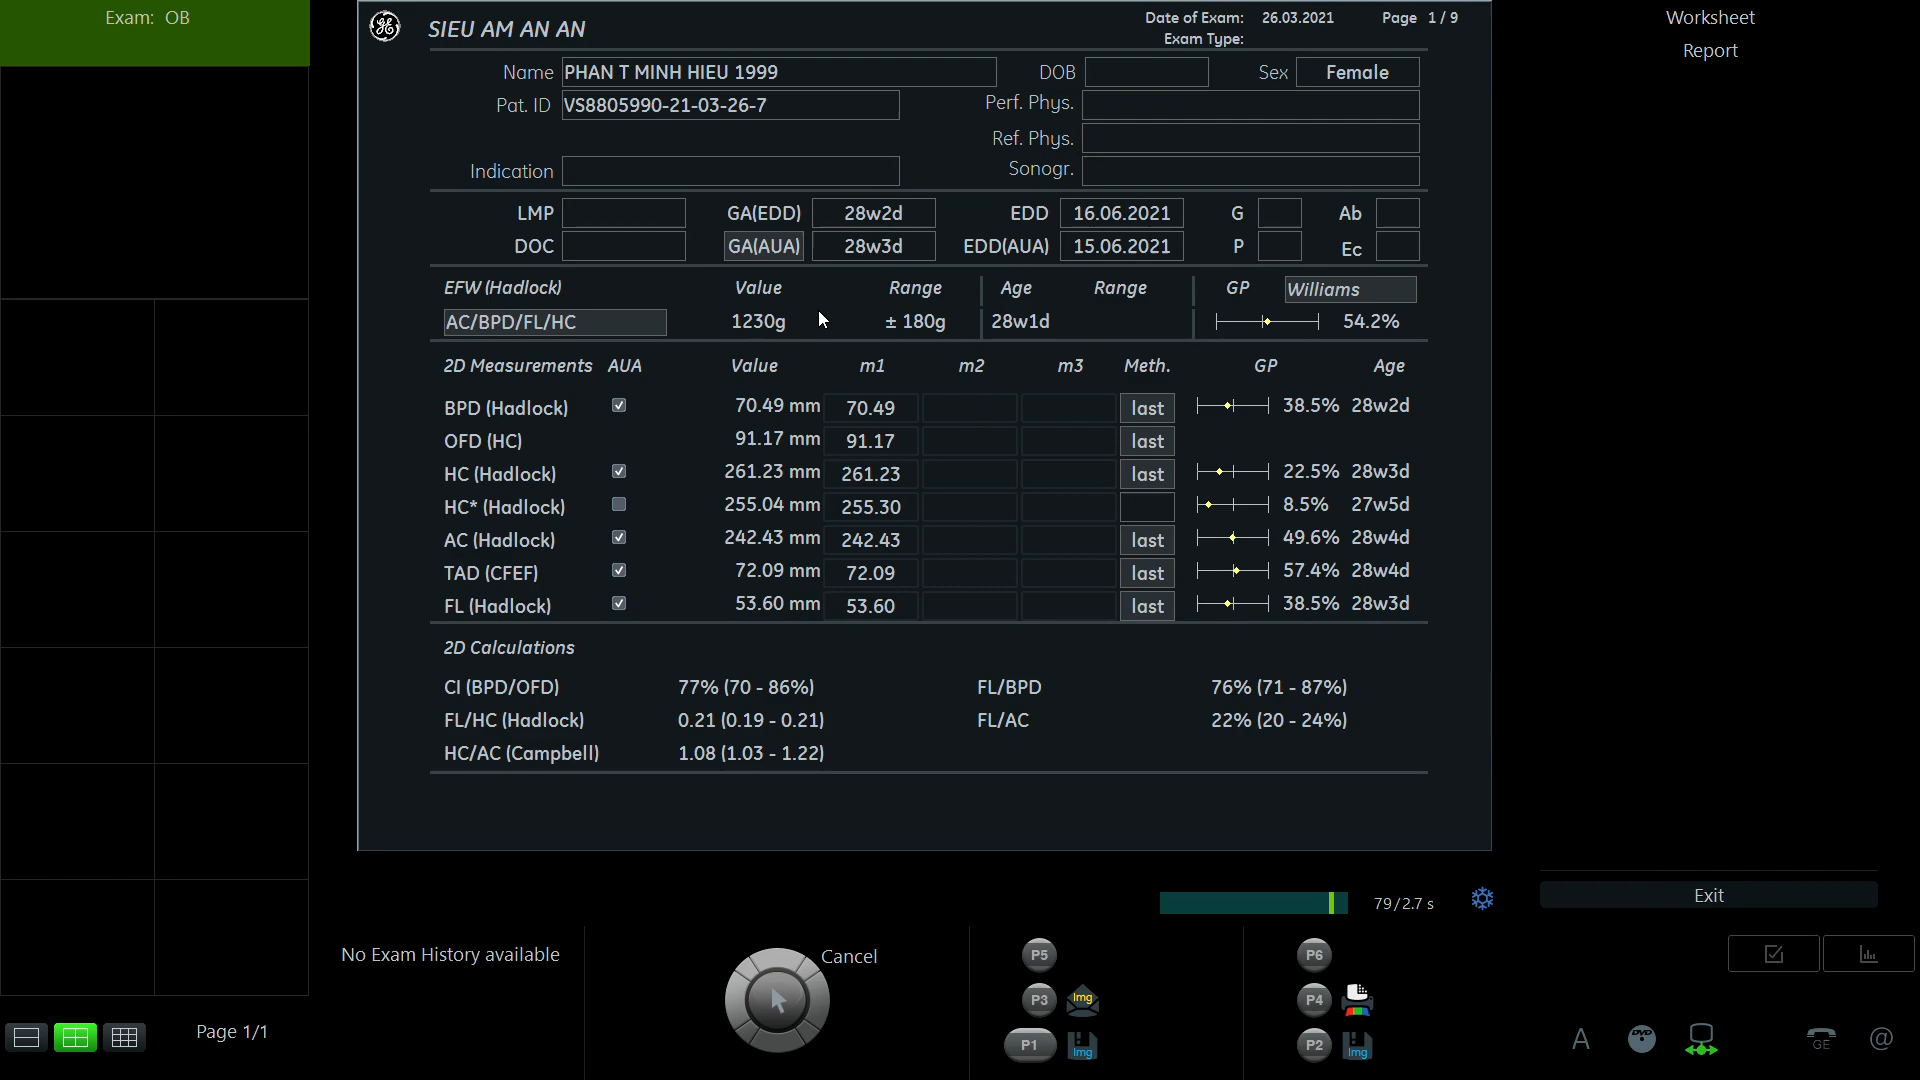 Exam: OB
SIEU AM AN AN
Date of Exam: 26.03.2021 Page 1 / 9
Exam Type:
Name PHAN T MINH HIEU 1999 DOB Sex Female
Pat. ID VS8805990-21-03-26-7 Perf. Phys.
Ref. Phys.
Indication Sonogr.
LMP GA(EDD) 28w2d EDD 16.06.2021 G Ab
DOC GA(AUA) 28w3d EDD(AUA) 15.06.2021 P Ec
EFW (Hadlock) Value Range Age Range GP Williams
AC/BPD/FL/HC 1230g ± 180g 28w1d 54.2%
2D Measurements AUA Value m1 m2 m3 Meth. GP Age
BPD (Hadlock) 70.49 mm 70.49 last 38.5% 28w2d
OFD (HC) 91.17 mm 91.17 last
HC (Hadlock) 261.23 mm 261.23 last 22.5% 28w3d
HC* (Hadlock) 255.04 mm 255.30 8.5% 27w5d
AC (Hadlock) 242.43 mm 242.43 last 49.6% 28w4d
TAD (CFEF) 72.09 mm 72.09 last 57.4% 28w4d
FL (Hadlock) 53.60 mm 53.60 last 38.5% 28w3d
2D Calculations
CI (BPD/OFD) 77% (70 - 86%) FL/BPD 76% (71 - 87%)
FL/HC (Hadlock) 0.21 (0.19 - 0.21) FL/AC 22% (20 - 24%)
HC/AC (Campbell) 1.08 (1.03 - 1.22)
Worksheet
Report
79/2.7 s
Exit
No Exam History available
Cancel
P5
P3 Img
P1 Img
P6
P4
P2 Img
Page 1/1
A DVD GE @